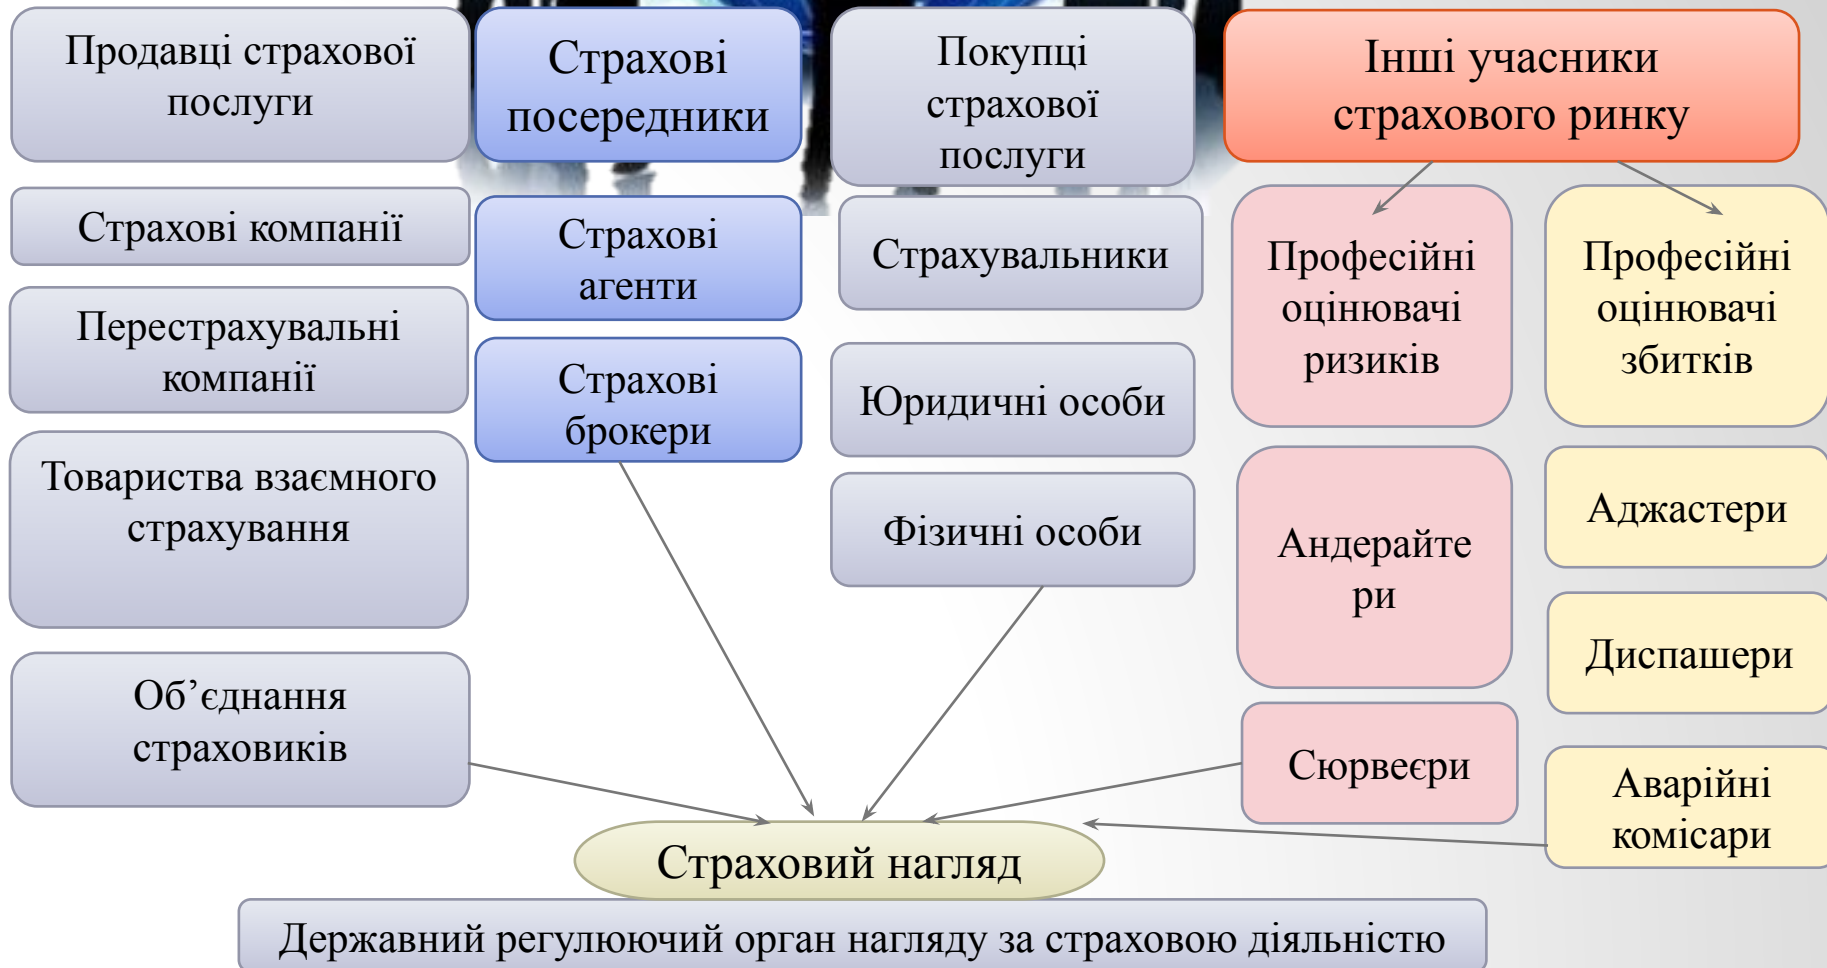 Продавці страхової
послуги
Страхові
посередники
Покупці
страхової
послуги
Інші учасники
страхового ринку
Страхові компанії
Перестрахувальні
компанії
Товариства взаємного
страхування
Об’єднання
страховиків
Страхові
агенти
Страхові
брокери
Страхувальники
Юридичні особи
Фізичні особи
Професійні
оцінювачі
ризиків
Андерайте
ри
Сюрвеєри
Професійні
оцінювачі
збитків
Аджастери
Диспашери
Аварійні
комісари
Страховий нагляд
Державний регулюючий орган нагляду за страховою діяльністю